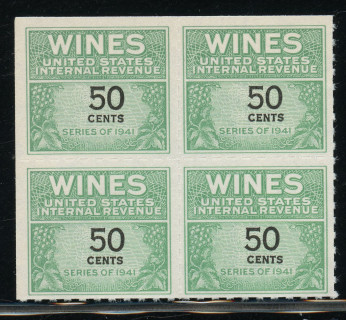 WINES
UNITED STATES
INTERNAL REVENUE
50
CENTS
SERIES OF 1941
WINES
UNITED STATES
INTERNAL REVENUE
50
CENTS
SERIES OF 1941
WINES
UNITED STATES
INTERNAL REVENUE
50
CENTS
SERIES OF 1941
WINES
UNITED STATES
INTERNAL REVENUE
50
CENTS
SERIES OF 1941